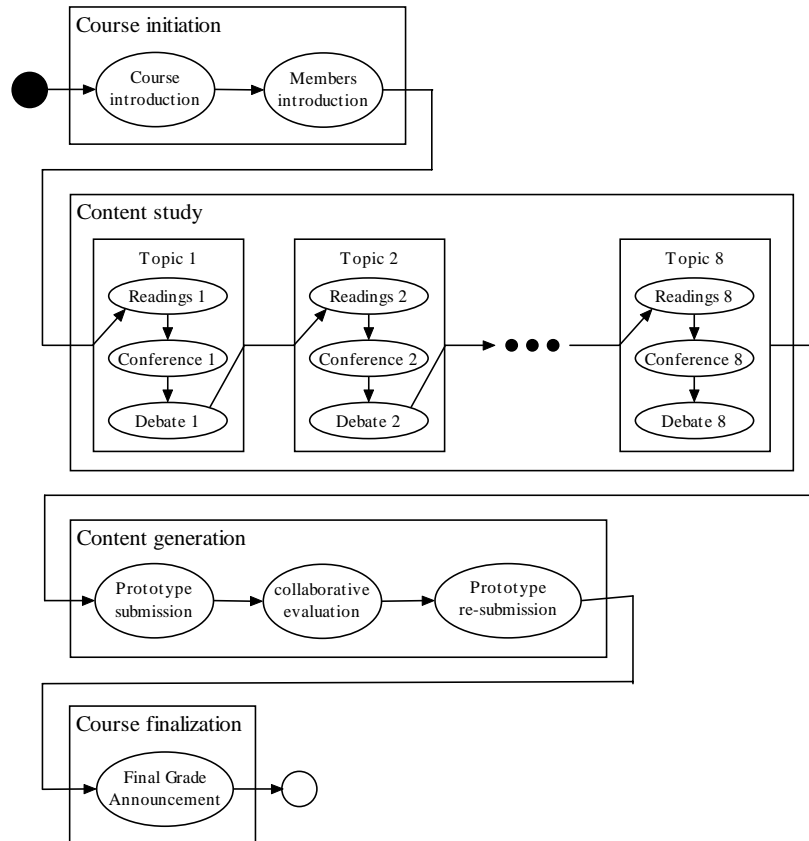 Course initiation
Course
introduction
Members
introduction
Content study
Topic 1
Readings 1
Conference 1
Debate 1
Topic 2
Readings 2
Conference 2
Debate 2
Topic 8
Readings 8
Conference 8
Debate 8
Content generation
Prototype
submission
collaborative
evaluation
Prototype
re-submission
Course finalization
Final Grade
Announcement